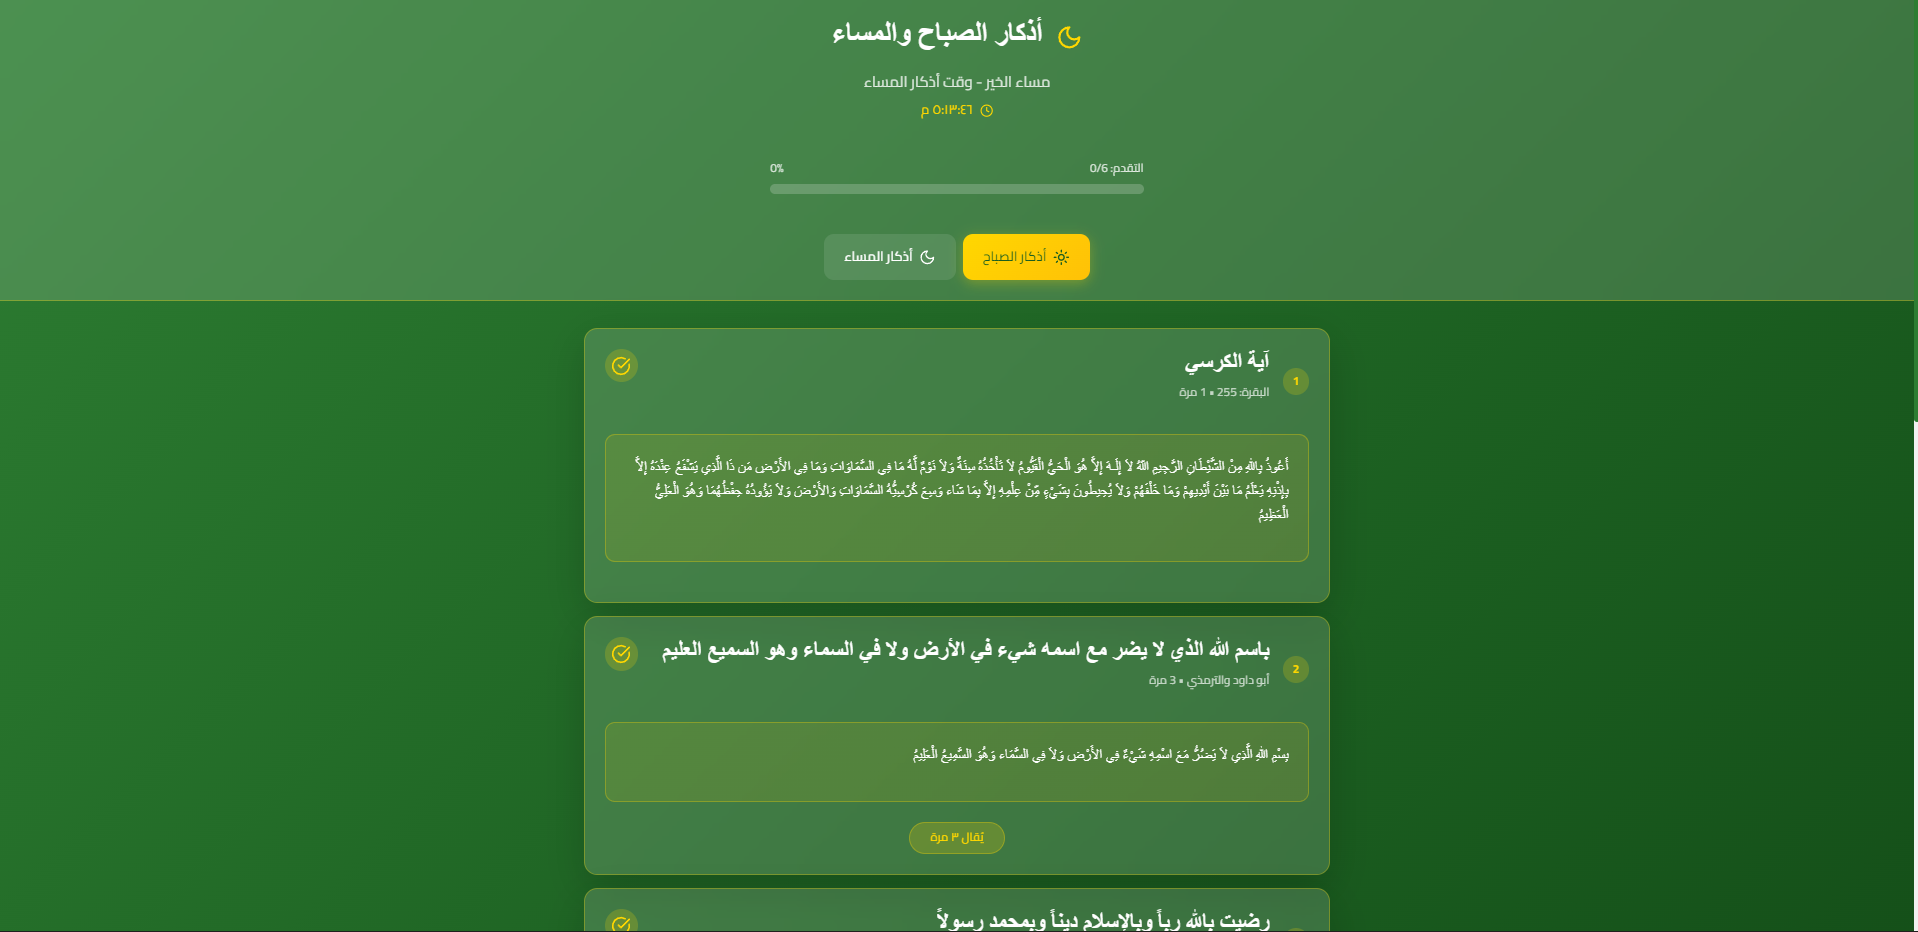 أذكار الصباح والمساء
مساء الخير - وقت أذكار المساء
٥:١٣:٤٦ م
التقدم: 0/6
0%
أذكار الصباح
أذكار المساء
1
آية الكرسي
البقرة: 255 • 1 مرة
أَعُوذُ بِاللهِ مِنْ الشَّيْطَانِ الرَّجِيمِ اللّهُ لاَ إِلَـهَ إِلاَّ هُوَ الْحَيُّ الْقَيُّومُ لاَ تَأْخُذُهُ سِنَةٌ وَلاَ نَوْمٌ لَّهُ مَا فِي السَّمَاوَاتِ وَمَا فِي الأَرْضِ مَن ذَا الَّذِي يَشْفَعُ عِنْدَهُ إِلاَّ
بِإِذْنِهِ يَعْلَمُ مَا بَيْنَ أَيْدِيهِمْ وَمَا خَلْفَهُمْ وَلاَ يُحِيطُونَ بِشَيْءٍ مِّنْ عِلْمِهِ إِلاَّ بِمَا شَاء وَسِعَ كُرْسِيُّهُ السَّمَاوَاتِ وَالأَرْضَ وَلاَ يَؤُودُهُ حِفْظُهُمَا وَهُوَ الْعَلِيُّ
الْعَظِيمُ
2
باسم الله الذي لا يضر مع اسمه شيء في الأرض ولا في السماء وهو السميع العليم
أبو داود والترمذي • 3 مرة
بِسْمِ اللهِ الَّذِي لاَ يَضُرُّ مَعَ اسْمِهِ شَيْءٌ فِي الأَرْضِ وَلاَ فِي السَّمَاء وَهُوَ السَّمِيعُ الْعَلِيمُ
يُقال ٣ مرة
رضيت بالله رباً وبالإسلام ديناً وبمحمد رسولاً